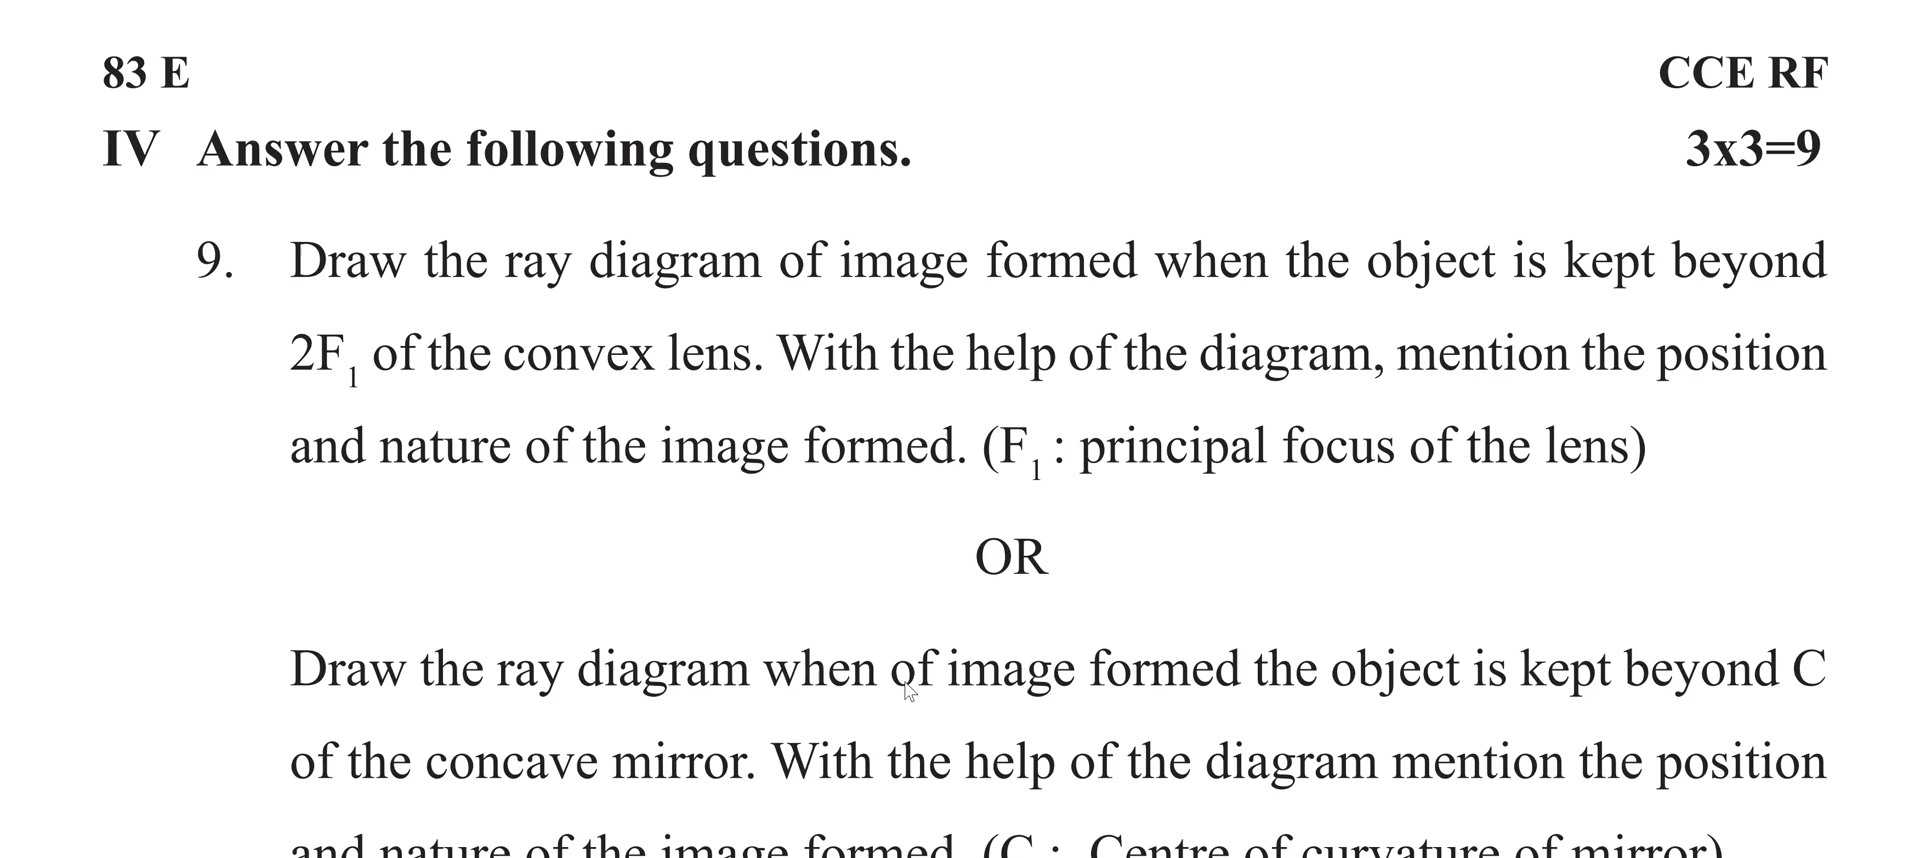 83 E CCE RF
IV Answer the following questions. 3x3=9
9. Draw the ray diagram of image formed when the object is kept beyond
2F₁ of the convex lens. With the help of the diagram, mention the position
and nature of the image formed. (F₁ : principal focus of the lens)
OR
Draw the ray diagram when of image formed the object is kept beyond C
of the concave mirror. With the help of the diagram mention the position
and nature of the image formed. (C : Centre of curvature of mirror)